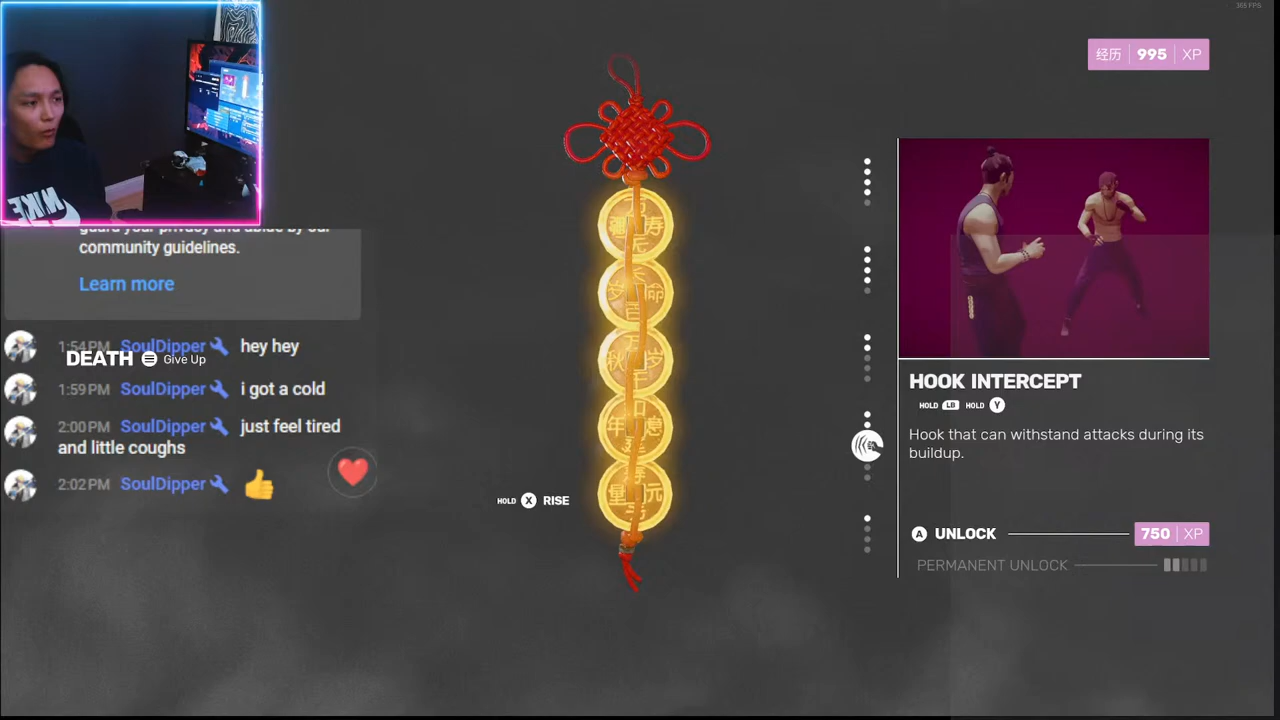 365 FPS
经历 995 XP
NIKE
guard your privacy and abide by our
community guidelines.
Learn more
1:54 PM SoulDipper hey hey
DEATH Give Up
1:59 PM SoulDipper i got a cold
2:00 PM SoulDipper just feel tired
and little coughs
2:02 PM SoulDipper
HOLD X RISE
HOOK INTERCEPT
HOLD LB HOLD Y
Hook that can withstand attacks during its
buildup.
A UNLOCK 750 XP
PERMANENT UNLOCK